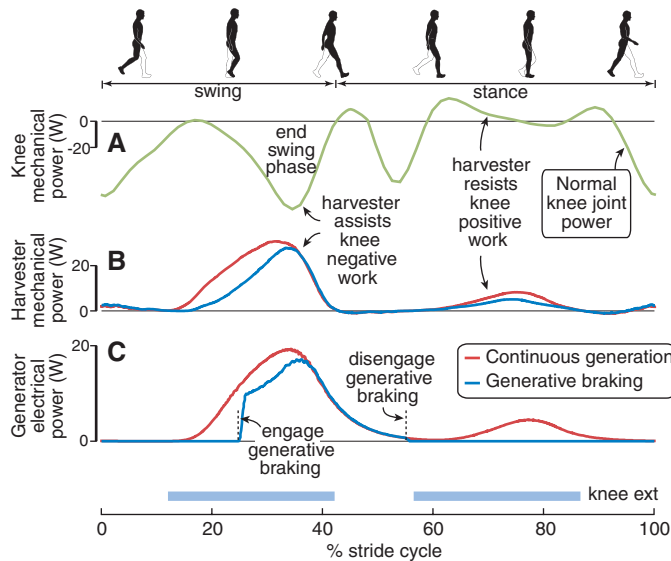 swing
stance
A
Knee
mechanical
power (W)
0
-20
end
swing
phase
harvester
assists
knee
negative
work
harvester
resists
knee
positive
work
Normal
knee joint
power
B
Harvester
mechanical
power (W)
20
0
C
Generator
electrical
power (W)
20
0
engage
generative
braking
disengage
generative
braking
Continuous generation
Generative braking
knee ext
0
20
40
60
80
100
% stride cycle